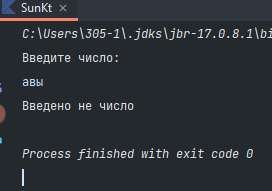 SunKt
C:\Users\305-1\.jdks\jbr-17.0.8.1\bi
Введите число:
авы
Введено не число
Process finished with exit code 0